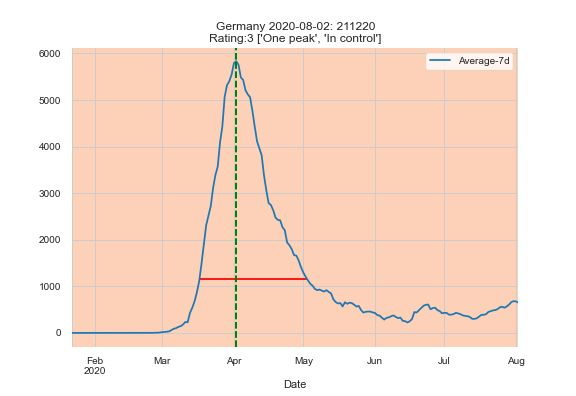 Germany 2020-08-02: 211220
Rating:3 ['One peak', 'In control']
Average-7d
6000
5000
4000
3000
2000
1000
0
Feb
2020
Mar
Apr
May
Jun
Jul
Aug
Date